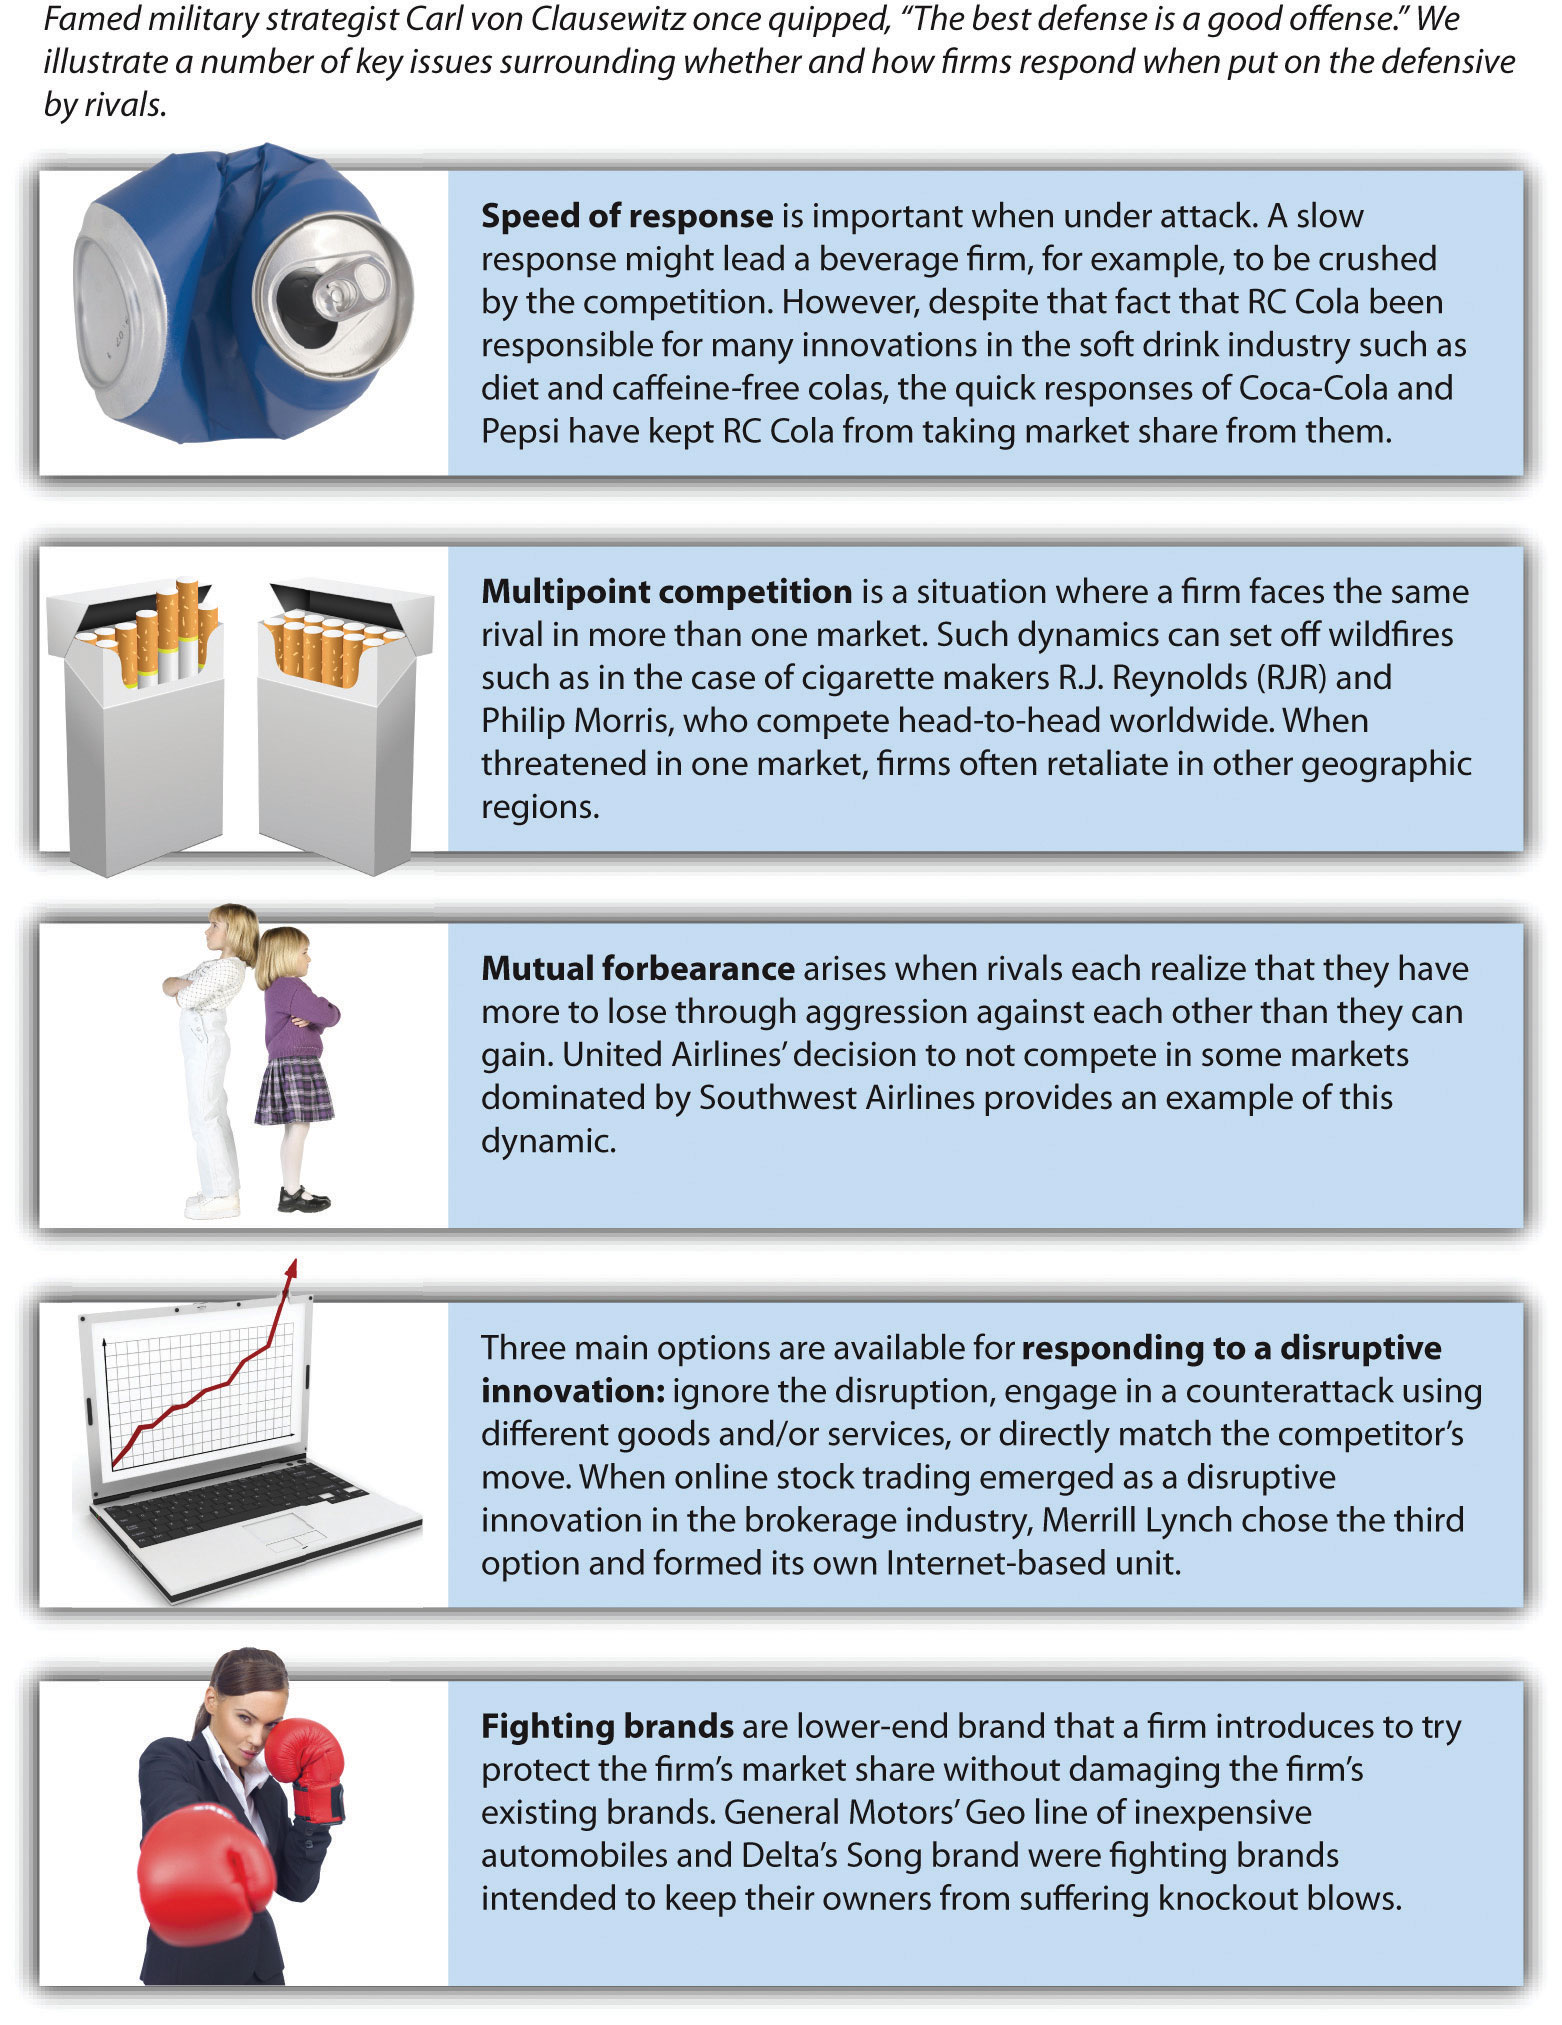 Famed military strategist Carl von Clausewitz once quipped, “The best defense is a good offense.” We
illustrate a number of key issues surrounding whether and how firms respond when put on the defensive
by rivals.
Speed of response is important when under attack. A slow
response might lead a beverage firm, for example, to be crushed
by the competition. However, despite that fact that RC Cola been
responsible for many innovations in the soft drink industry such as
diet and caffeine-free colas, the quick responses of Coca-Cola and
Pepsi have kept RC Cola from taking market share from them.
Multipoint competition is a situation where a firm faces the same
rival in more than one market. Such dynamics can set off wildfires
such as in the case of cigarette makers R.J. Reynolds (RJR) and
Philip Morris, who compete head-to-head worldwide. When
threatened in one market, firms often retaliate in other geographic
regions.
Mutual forbearance arises when rivals each realize that they have
more to lose through aggression against each other than they can
gain. United Airlines’ decision to not compete in some markets
dominated by Southwest Airlines provides an example of this
dynamic.
Three main options are available for responding to a disruptive
innovation: ignore the disruption, engage in a counterattack using
different goods and/or services, or directly match the competitor’s
move. When online stock trading emerged as a disruptive
innovation in the brokerage industry, Merrill Lynch chose the third
option and formed its own Internet-based unit.
Fighting brands are lower-end brand that a firm introduces to try
protect the firm’s market share without damaging the firm’s
existing brands. General Motors’ Geo line of inexpensive
automobiles and Delta’s Song brand were fighting brands
intended to keep their owners from suffering knockout blows.